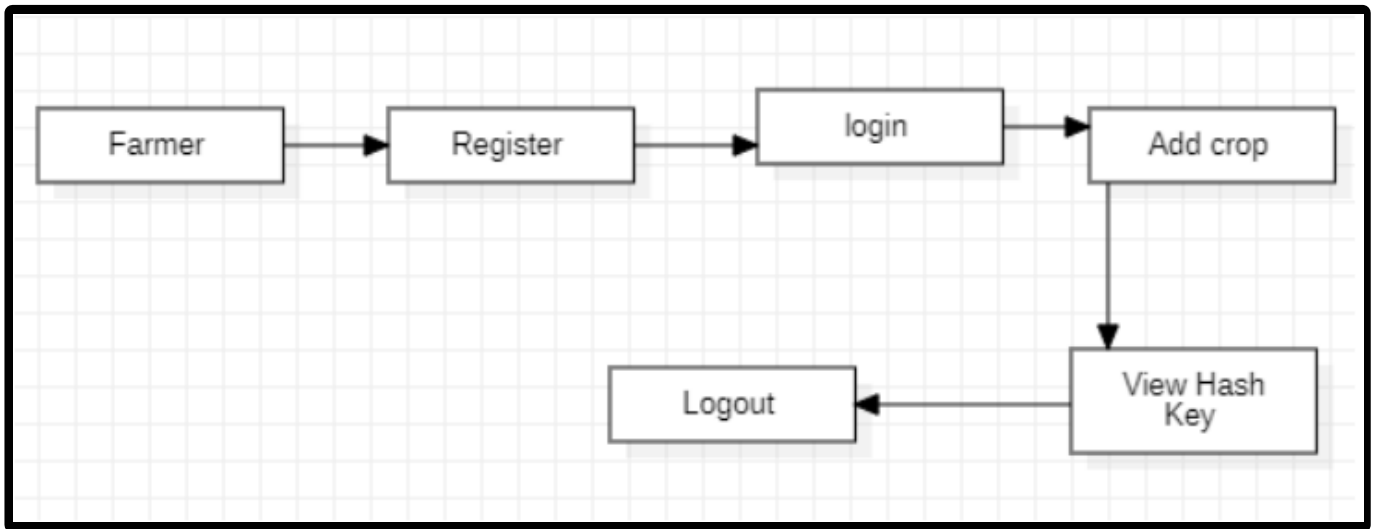 Farmer
Register
login
Add crop
View Hash
Key
Logout